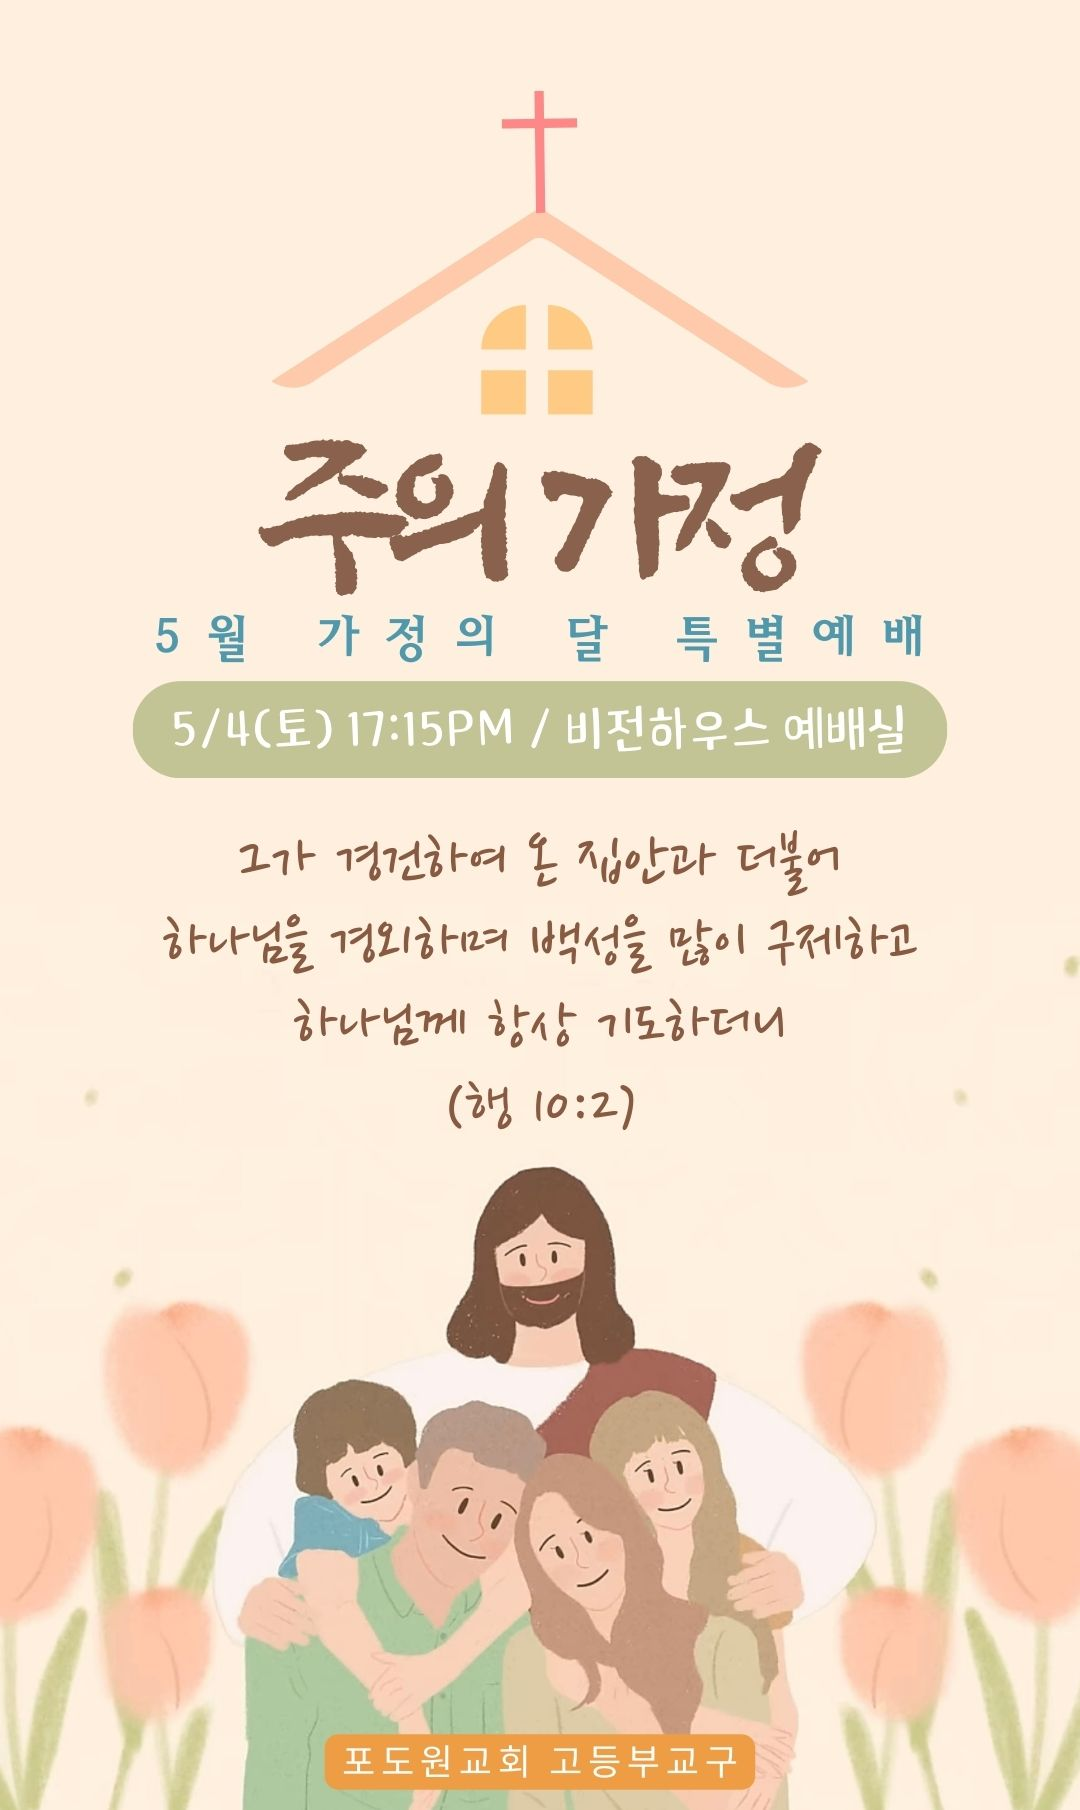 주의 가정
5월 가정의 달 특별예배
5/4(토) 17:15PM / 비전하우스 예배실
그가 경건하여 온 집안과 더불어
하나님을 경외하며 백성을 많이 구제하고
하나님께 항상 기도하더니
(행 10:2)
포도원교회 고등부교구